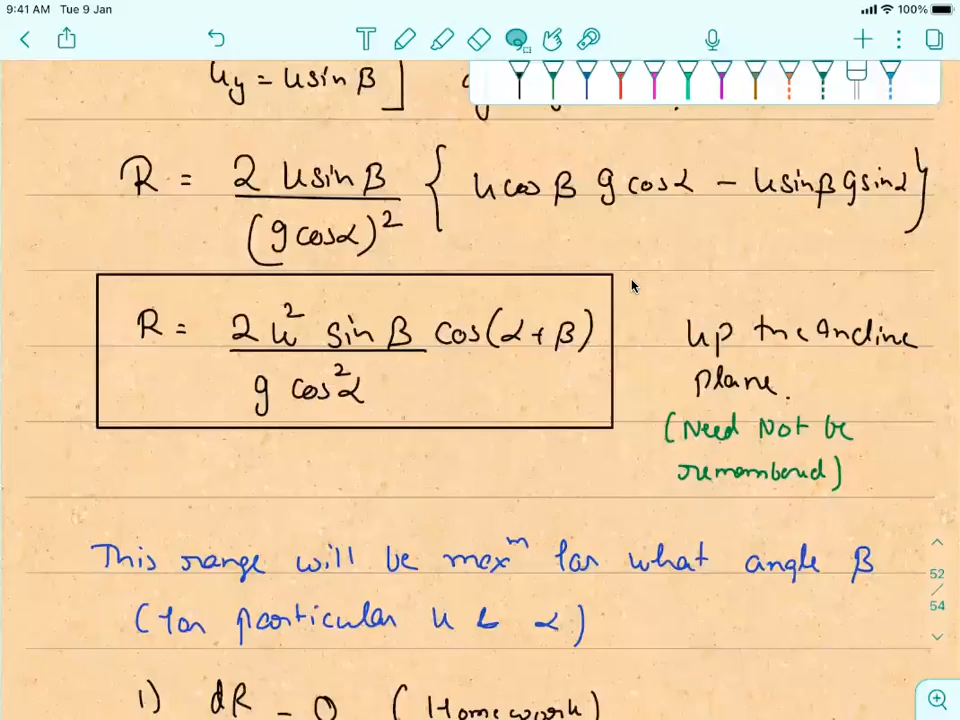 9:41 AM Tue 9 Jan
100%
T
uy = u sin β ]
R = 2 u sin β / (g cos α)² { u cos β g cos α − u sin β g sin α }
R = 2 u² sin β cos(α + β) / g cos² α
up the incline
plane.
(Need Not be
remembered)
This range will be maxᵐ for what angle β
(for particular u & α)
52
/
54
1) dR = 0 (Homework)